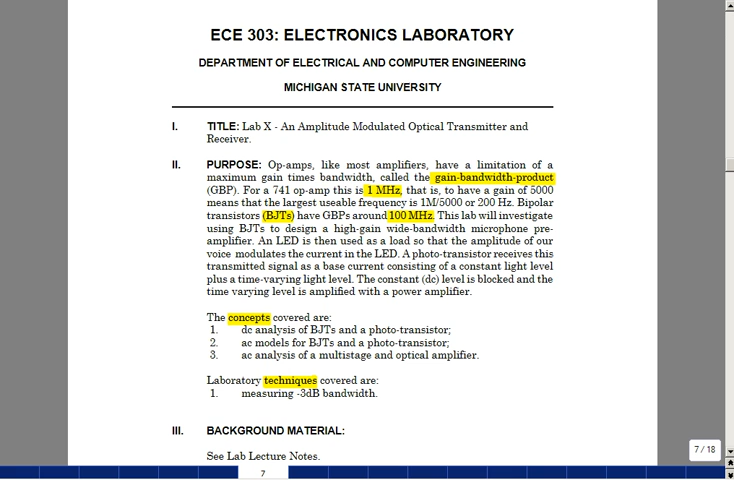 ECE 303: ELECTRONICS LABORATORY
DEPARTMENT OF ELECTRICAL AND COMPUTER ENGINEERING
MICHIGAN STATE UNIVERSITY
I. TITLE: Lab X - An Amplitude Modulated Optical Transmitter and
Receiver.
II. PURPOSE: Op-amps, like most amplifiers, have a limitation of a
maximum gain times bandwidth, called the gain-bandwidth-product
(GBP). For a 741 op-amp this is 1 MHz, that is, to have a gain of 5000
means that the largest useable frequency is 1M/5000 or 200 Hz. Bipolar
transistors (BJTs) have GBPs around 100 MHz. This lab will investigate
using BJTs to design a high-gain wide-bandwidth microphone pre-
amplifier. An LED is then used as a load so that the amplitude of our
voice modulates the current in the LED. A photo-transistor receives this
transmitted signal as a base current consisting of a constant light level
plus a time-varying light level. The constant (dc) level is blocked and the
time varying level is amplified with a power amplifier.
The concepts covered are:
1. dc analysis of BJTs and a photo-transistor;
2. ac models for BJTs and a photo-transistor;
3. ac analysis of a multistage and optical amplifier.
Laboratory techniques covered are:
1. measuring -3dB bandwidth.
III. BACKGROUND MATERIAL:
See Lab Lecture Notes.
7 / 18
7